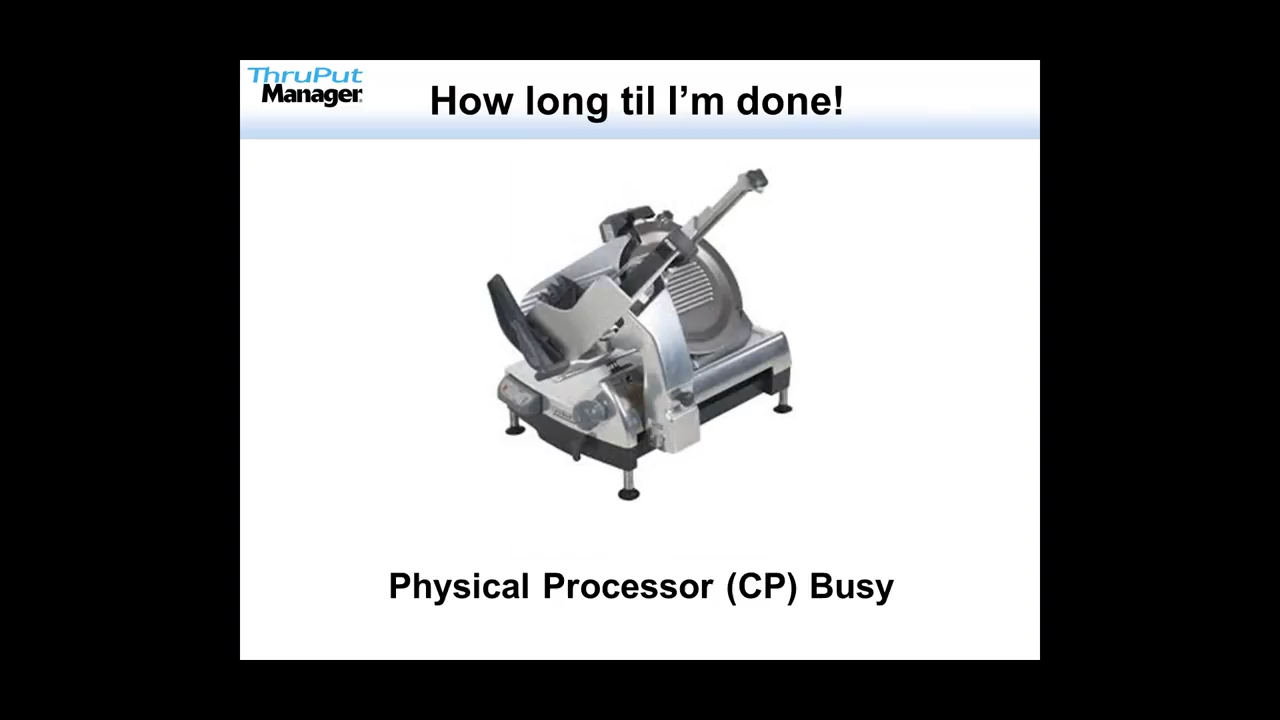 ThruPut
Manager®
How long til I'm done!
Physical Processor (CP) Busy